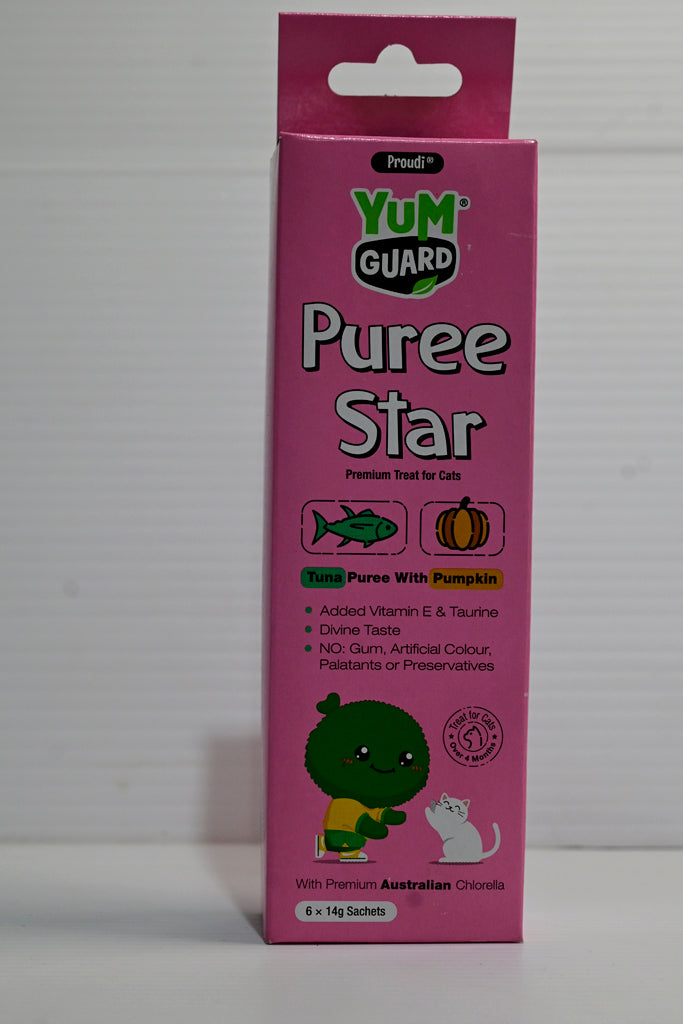 Proudi®
YUM®
GUARD
Puree
Star
Premium Treat for Cats
Tuna Puree With Pumpkin
Added Vitamin E & Taurine
Divine Taste
NO: Gum, Artificial Colour,
Palatants or Preservatives
Treat for Cats
Over 4 Months
With Premium Australian Chlorella
6 × 14g Sachets